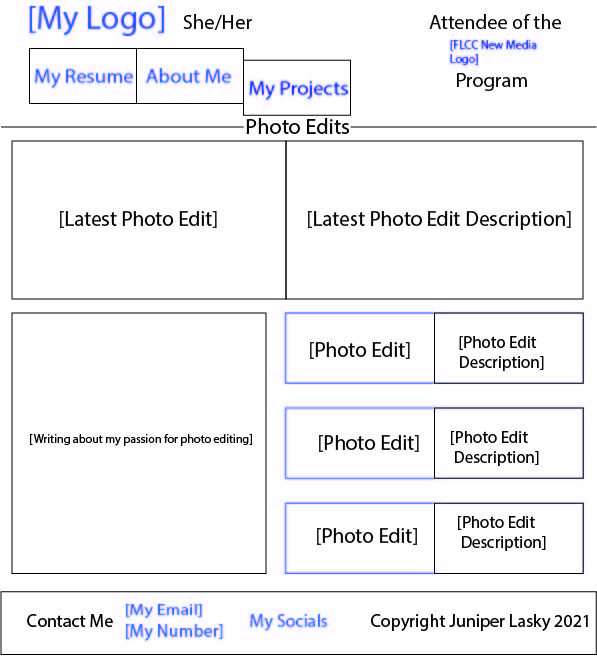 [My Logo] She/Her
Attendee of the
[FLCC New Media
Logo]
Program
My Resume
About Me
My Projects
Photo Edits
[Latest Photo Edit]
[Latest Photo Edit Description]
[Writing about my passion for photo editing]
[Photo Edit]
[Photo Edit
Description]
[Photo Edit]
[Photo Edit
Description]
[Photo Edit]
[Photo Edit
Description]
Contact Me
[My Email]
[My Number]
My Socials
Copyright Juniper Lasky 2021